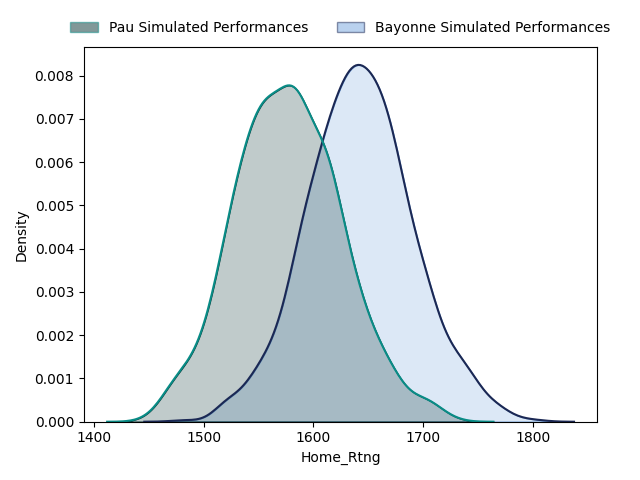 Pau Simulated Performances
Bayonne Simulated Performances
0.008
0.007
0.006
0.005
0.004
0.003
0.002
0.001
0.000
Density
1400 1500 1600 1700 1800
Home_Rtng